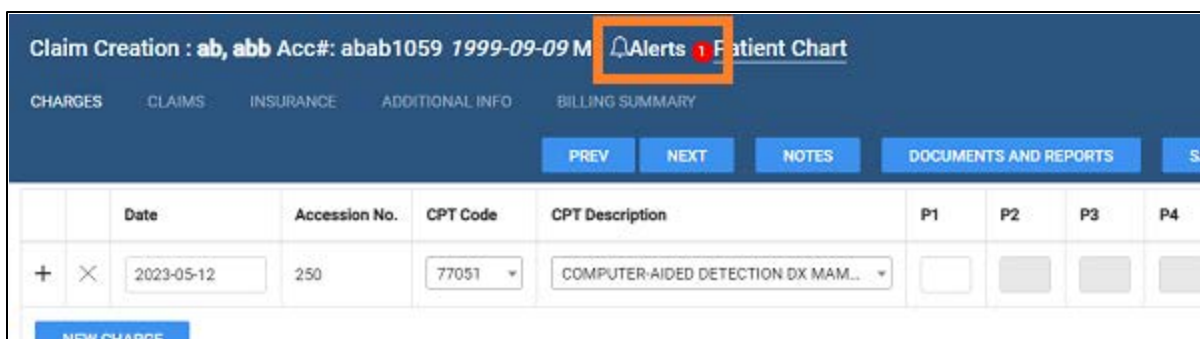 Claim Creation : ab, abb Acc#: abab1059 1999-09-09 M Alerts 1 Patient Chart
CHARGES CLAIMS INSURANCE ADDITIONAL INFO BILLING SUMMARY
PREV NEXT NOTES DOCUMENTS AND REPORTS
Date Accession No. CPT Code CPT Description P1 P2 P3 P4
+ × 2023-05-12 250 77051 COMPUTER-AIDED DETECTION DX MAM...
NEW CHARGE